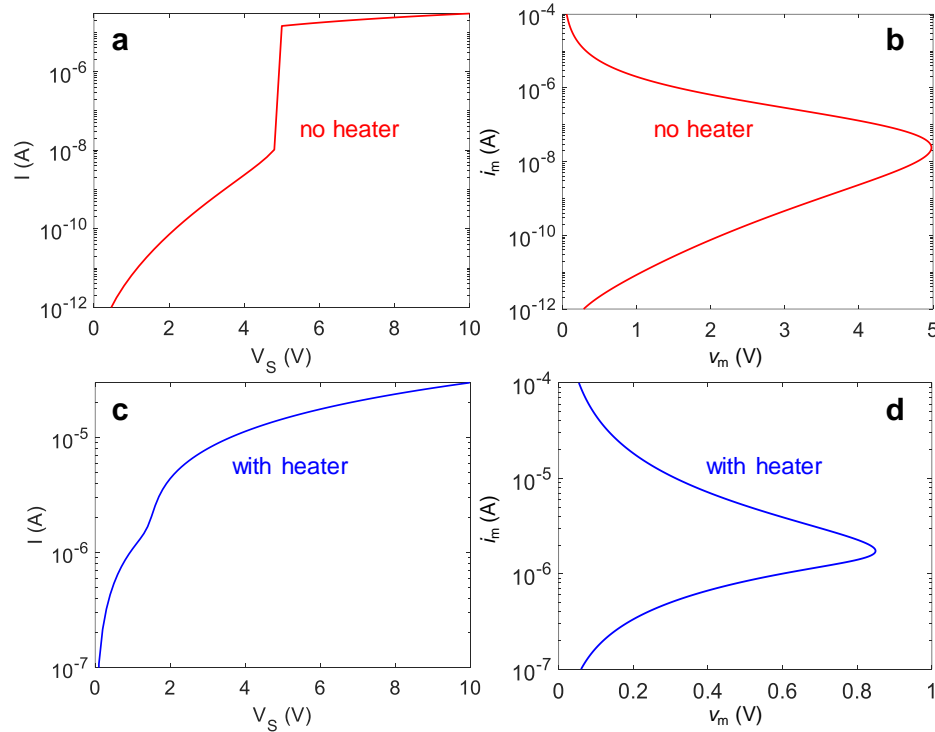 a
no heater
I (A)
10⁻⁶
10⁻⁸
10⁻¹⁰
10⁻¹²
0 2 4 6 8 10
V_S (V)
b
no heater
i_m (A)
10⁻⁴
10⁻⁶
10⁻⁸
10⁻¹⁰
10⁻¹²
0 1 2 3 4 5
v_m (V)
c
with heater
I (A)
10⁻⁵
10⁻⁶
10⁻⁷
0 2 4 6 8 10
V_S (V)
d
with heater
i_m (A)
10⁻⁴
10⁻⁵
10⁻⁶
10⁻⁷
0 0.2 0.4 0.6 0.8 1
v_m (V)